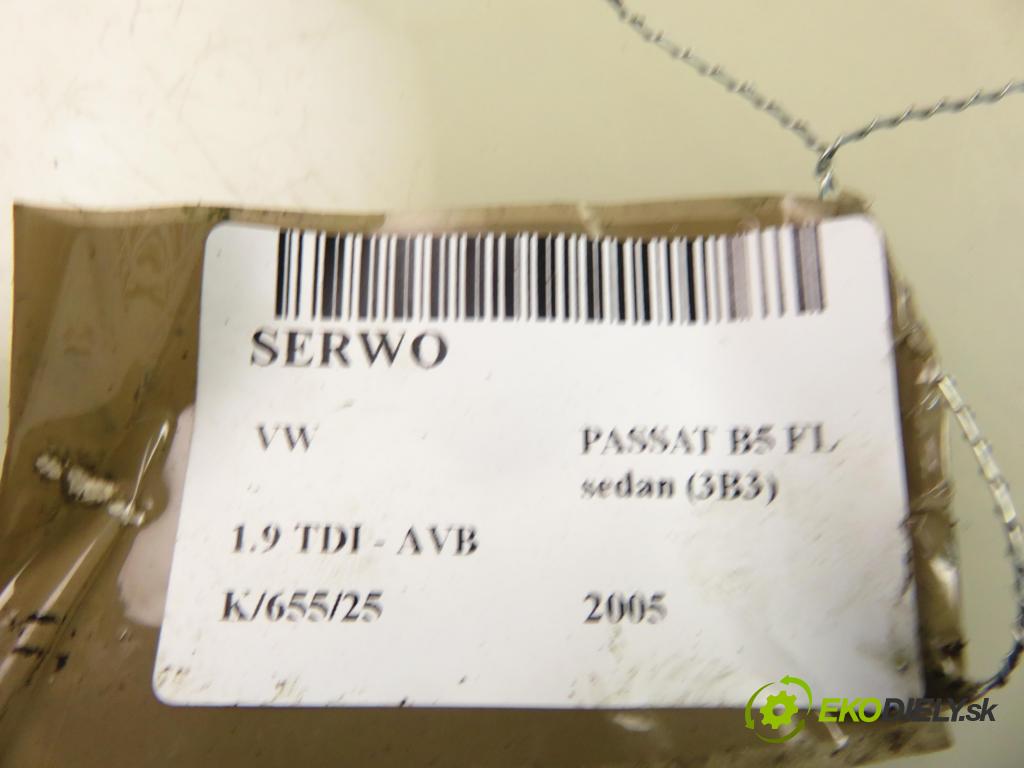 SERWO
VW
PASSAT B5 FL
sedan (3B3)
1.9 TDI - AVB
K/655/25
2005
EKODIELY.sk